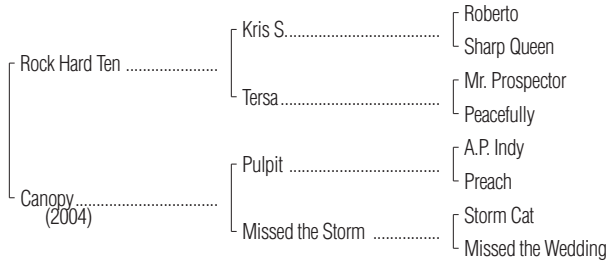 Roberto
Kris S.
Sharp Queen
Rock Hard Ten
Mr. Prospector
Tersa
Peacefully
A.P. Indy
Pulpit
Preach
Canopy
(2004)
Storm Cat
Missed the Storm
Missed the Wedding